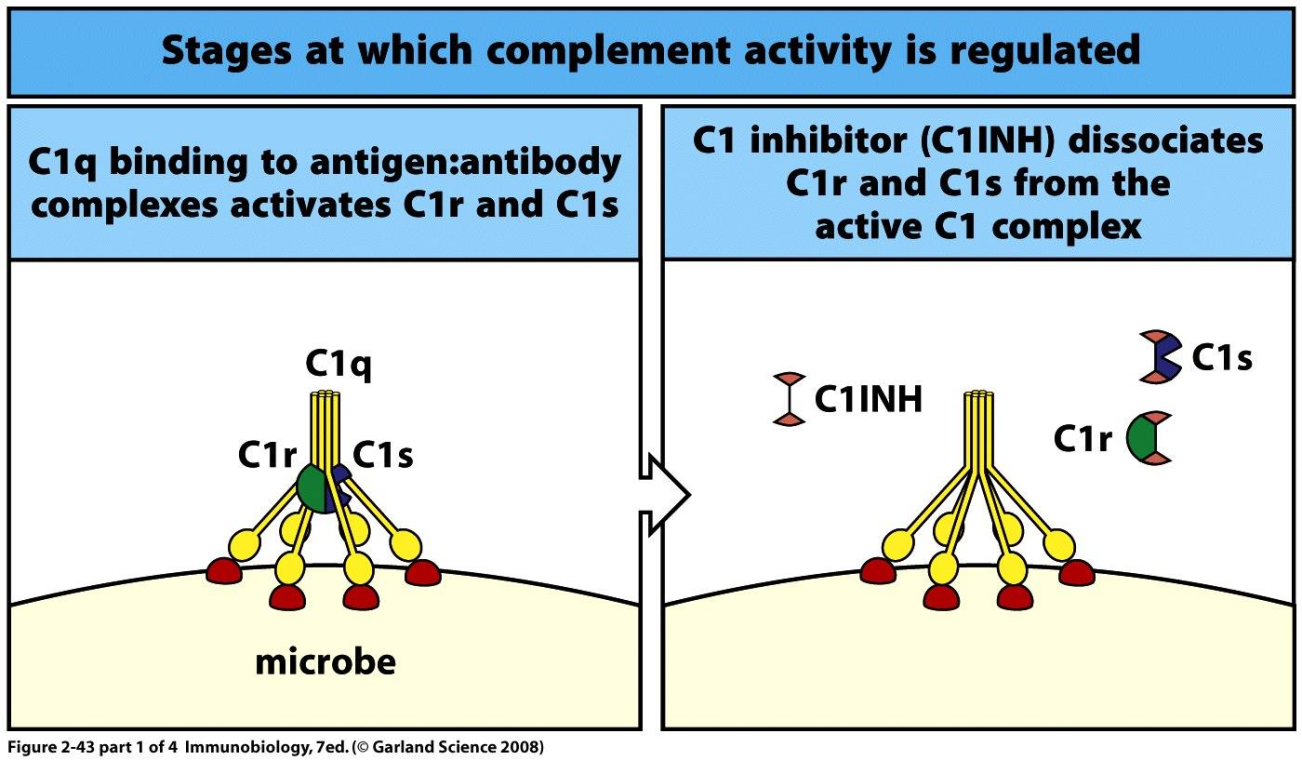 Stages at which complement activity is regulated
C1q binding to antigen:antibody
complexes activates C1r and C1s
C1 inhibitor (C1INH) dissociates
C1r and C1s from the
active C1 complex
C1q
C1r
C1s
microbe
C1INH
C1s
C1r
Figure 2-43 part 1 of 4 Immunobiology, 7ed. (© Garland Science 2008)